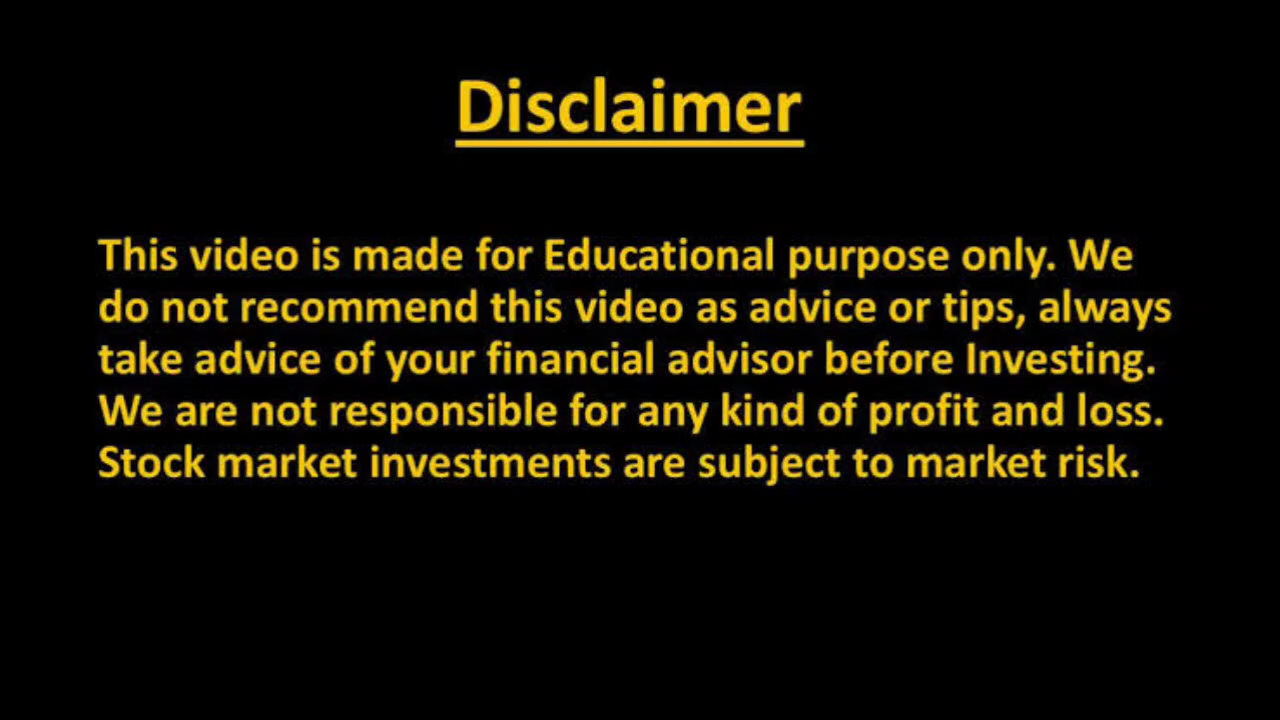 Disclaimer
This video is made for Educational purpose only. We
do not recommend this video as advice or tips, always
take advice of your financial advisor before Investing.
We are not responsible for any kind of profit and loss.
Stock market investments are subject to market risk.